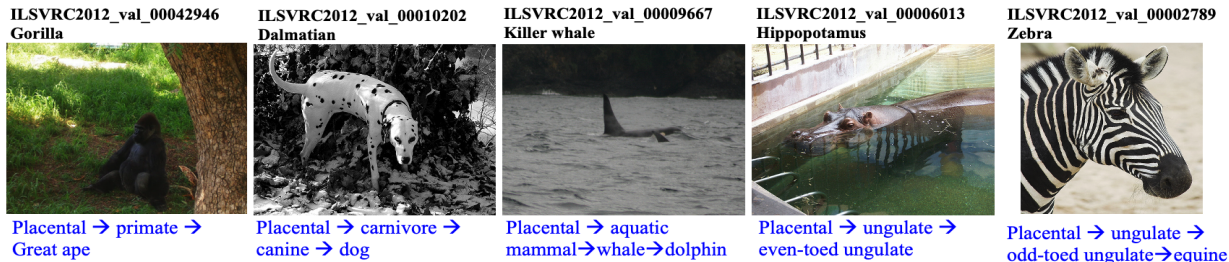 ILSVRC2012_val_00042946
Gorilla
Placental → primate →
Great ape
ILSVRC2012_val_00010202
Dalmatian
Placental → carnivore →
canine → dog
ILSVRC2012_val_00009667
Killer whale
Placental → aquatic
mammal→whale→dolphin
ILSVRC2012_val_00006013
Hippopotamus
Placental → ungulate →
even-toed ungulate
ILSVRC2012_val_00002789
Zebra
Placental → ungulate →
odd-toed ungulate→equine